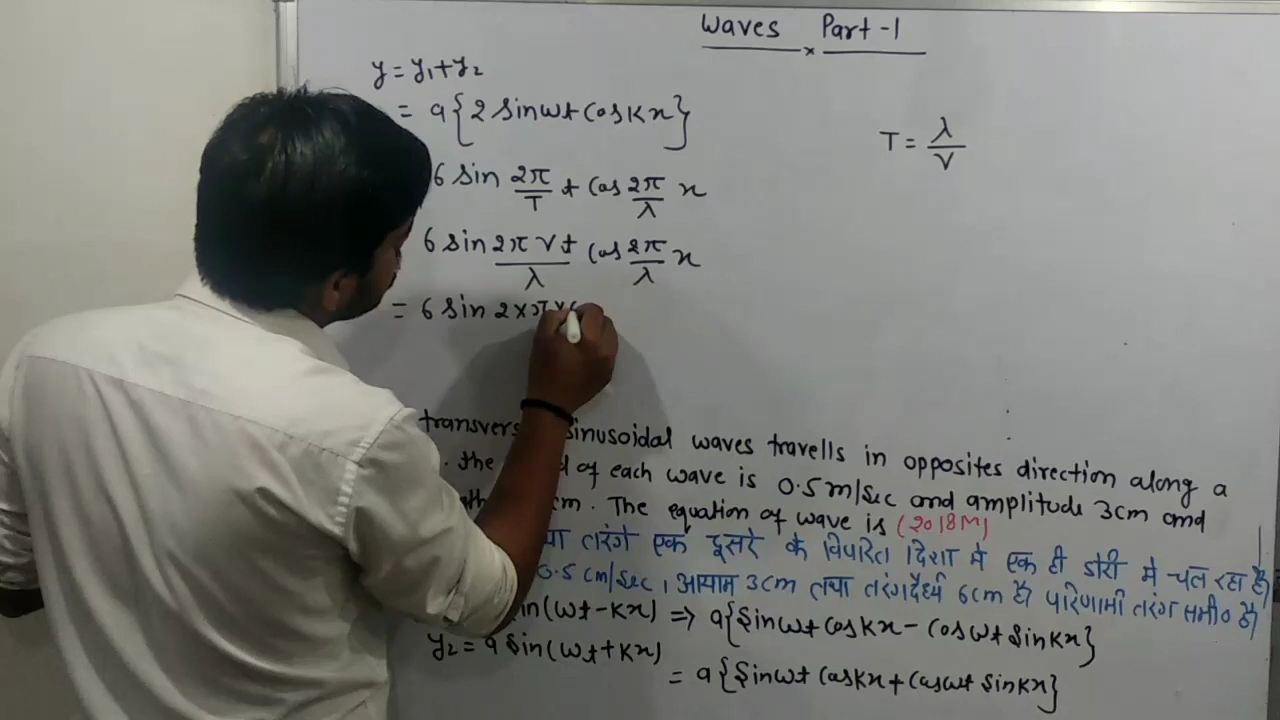 Waves Part-1
y = y₁+y₂
= a{2 sinωt coskx}
T = λ/v
6 sin 2π/T t cos 2π/λ x
6 sin 2πvt/λ cos 2π/λ x
= 6 sin 2×π×
transvers sinusoidal waves travells in opposites direction along a
. the of each wave is 0.5 m/sec and amplitude 3cm and
cm. The equation of wave is (2018M)
तरंगे एक दूसरे के विपरित दिशा मे एक ही डोरी मे चल रहा है
0.5 cm/sec, आयाम 3cm तथा तरंगदैर्ध्य 6cm है। परिणामी तरंग समी० है।
in(ωt-kx) ⇒ a{sinωt coskx - cosωt sinkx}
y₂ = a sin(ωt+kx)
= a{sinωt coskx + cosωt sinkx}